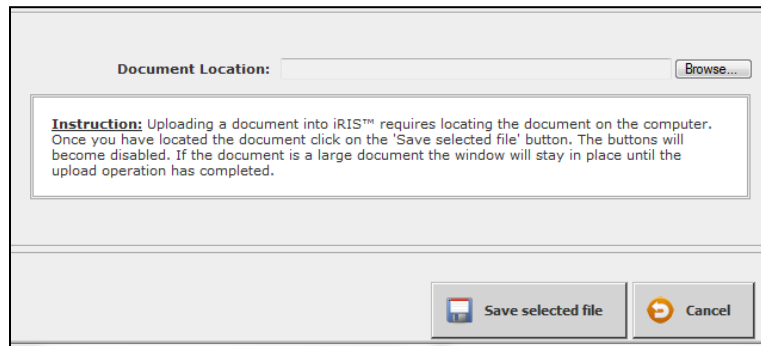 Document Location:
Browse...
Instruction: Uploading a document into iRIS™ requires locating the document on the computer.
Once you have located the document click on the 'Save selected file' button. The buttons will
become disabled. If the document is a large document the window will stay in place until the
upload operation has completed.
Save selected file
Cancel